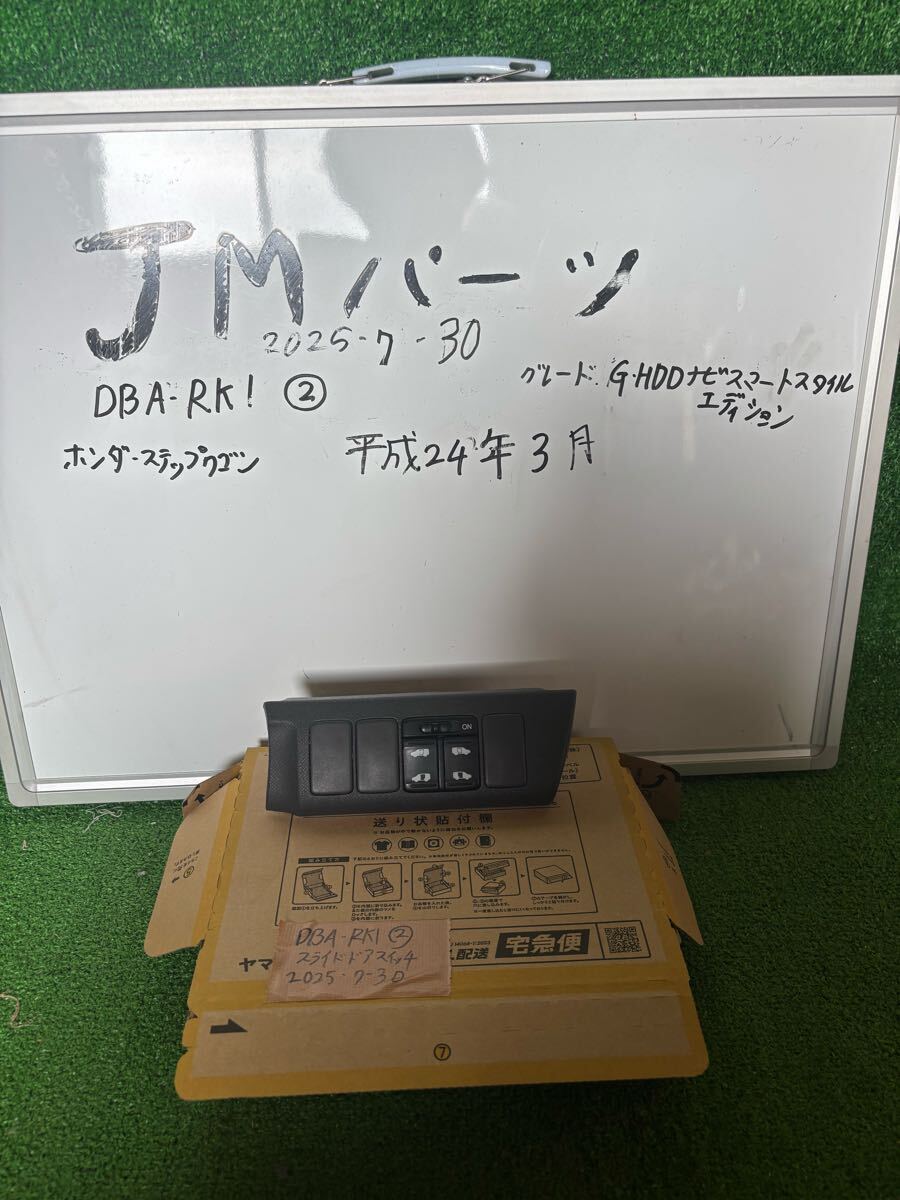 JMパーツ
2025-7-30
DBA-RK1 ②
グレード:G・HDDナビスマートスタイル
エディション
ホンダ・ステップワゴン
平成24年3月
ON
送り状貼付欄
DBA-RK1 ②
スライドドアスイッチ
2025-7-30
ヤマ
配送
宅急便
⑦